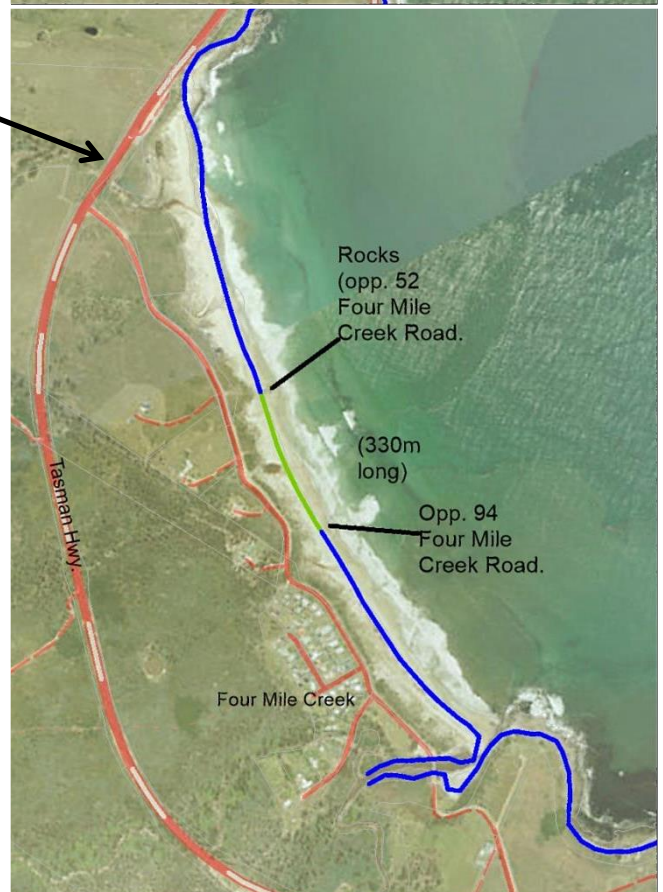 Rocks
(opp. 52
Four Mile
Creek Road.
(330m
long)
Opp. 94
Four Mile
Creek Road.
Tasman Hwy.
Four Mile Creek